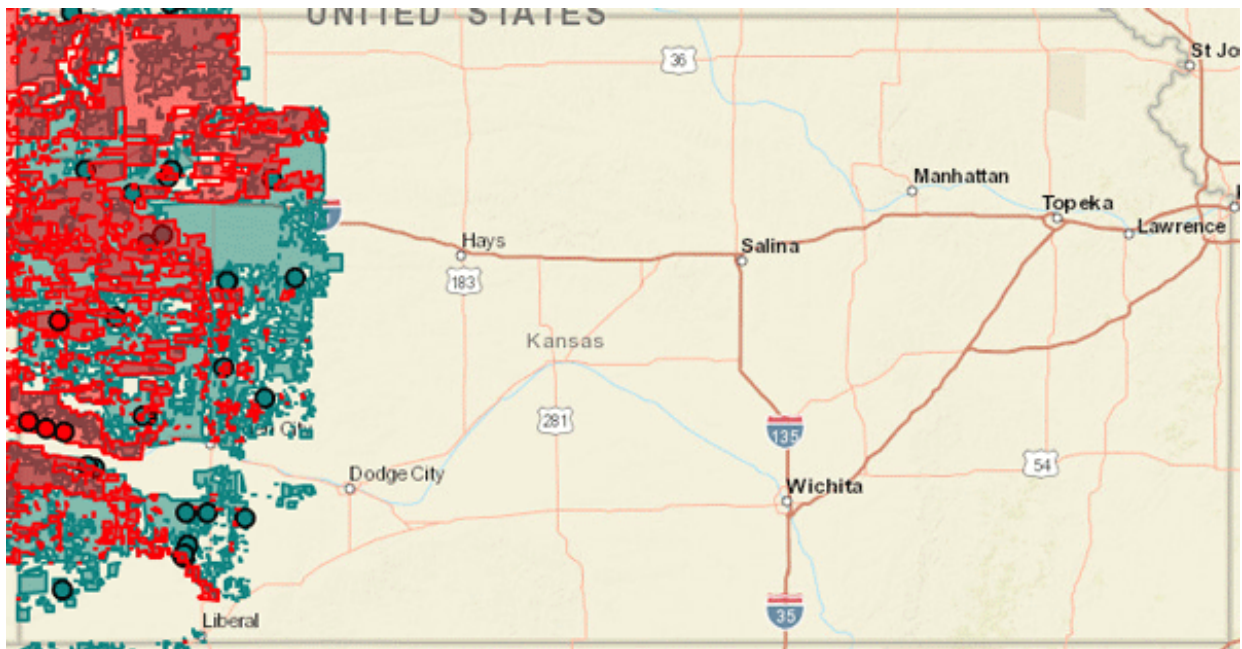 UNITED STATES
36
St Jo
Manhattan
Topeka
Lawrence
Hays
Salina
183
Kansas
281
135
City
54
Dodge City
Wichita
35
Liberal